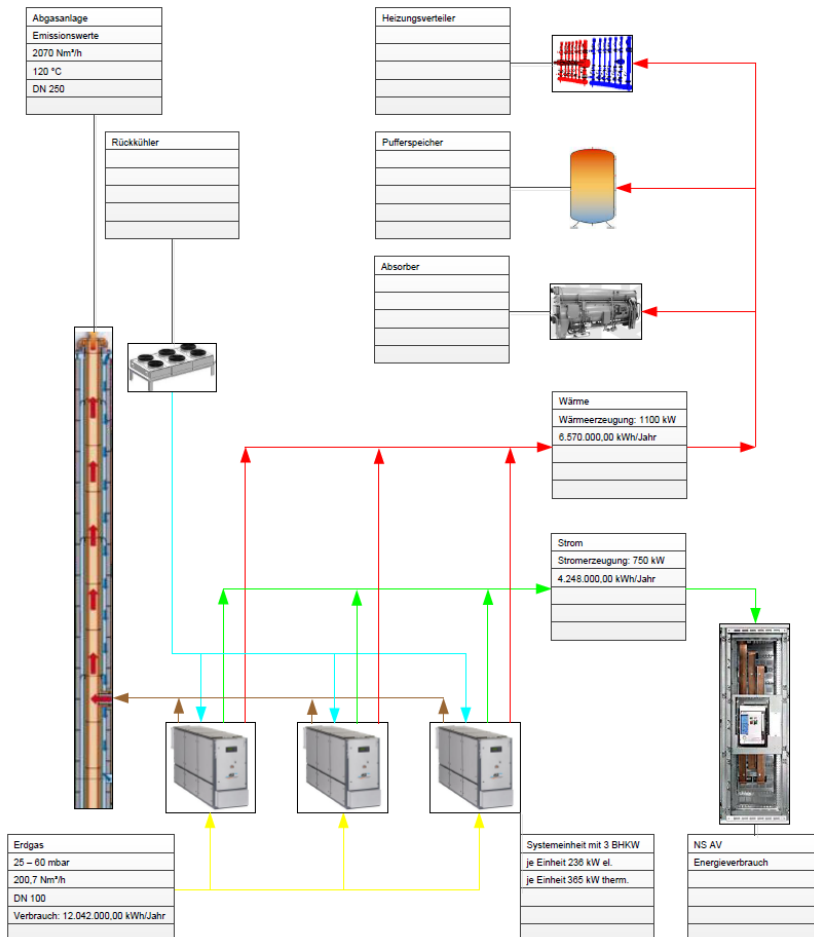 Abgasanlage
Emissionswerte
2070 Nm³/h
120 °C
DN 250
Heizungsverteiler
Rückkühler
Pufferspeicher
Absorber
Wärme
Wärmeerzeugung: 1100 kW
6.570.000,00 kWh/Jahr
Strom
Stromerzeugung: 750 kW
4.248.000,00 kWh/Jahr
Erdgas
25 – 60 mbar
200,7 Nm³/h
DN 100
Verbrauch: 12.042.000,00 kWh/Jahr
Systemeinheit mit 3 BHKW
je Einheit 236 kW el.
je Einheit 365 kW therm.
NS AV
Energieverbrauch